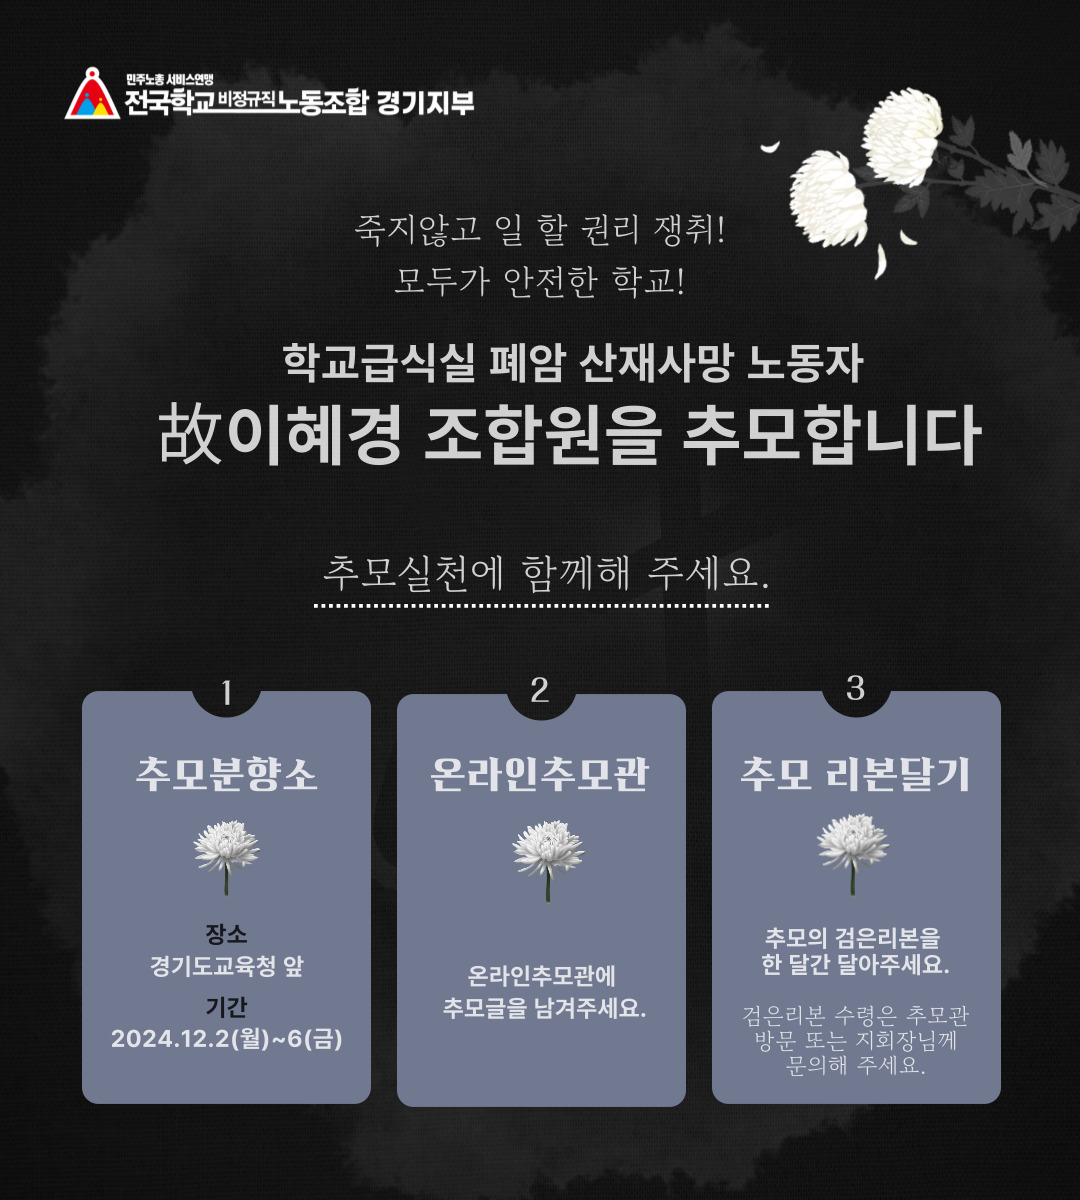 민주노총 서비스연맹
전국학교비정규직노동조합 경기지부
죽지않고 일 할 권리 쟁취!
모두가 안전한 학교!
학교급식실 폐암 산재사망 노동자
故이혜경 조합원을 추모합니다
추모실천에 함께해 주세요.
1
추모분향소
장소
경기도교육청 앞
기간
2024.12.2(월)~6(금)
2
온라인추모관
온라인추모관에
추모글을 남겨주세요.
3
추모 리본달기
추모의 검은리본을
한 달간 달아주세요.
검은리본 수령은 추모관
방문 또는 지회장님께
문의해 주세요.